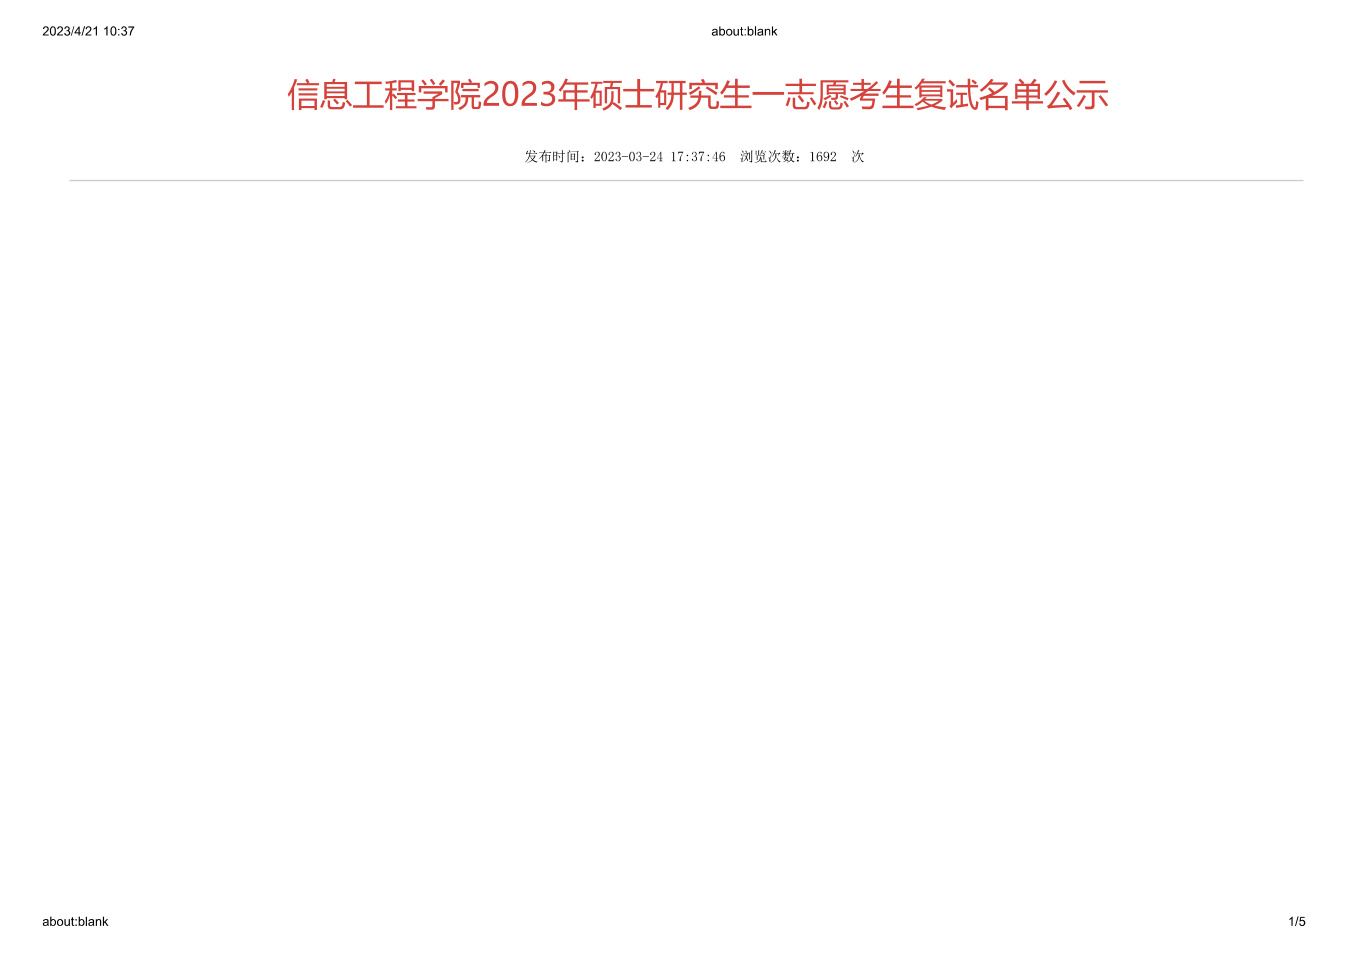 2023/4/21 10:37
about:blank
信息工程学院2023年硕士研究生一志愿考生复试名单公示
发布时间：2023-03-24 17:37:46 浏览次数：1692 次
about:blank
1/5